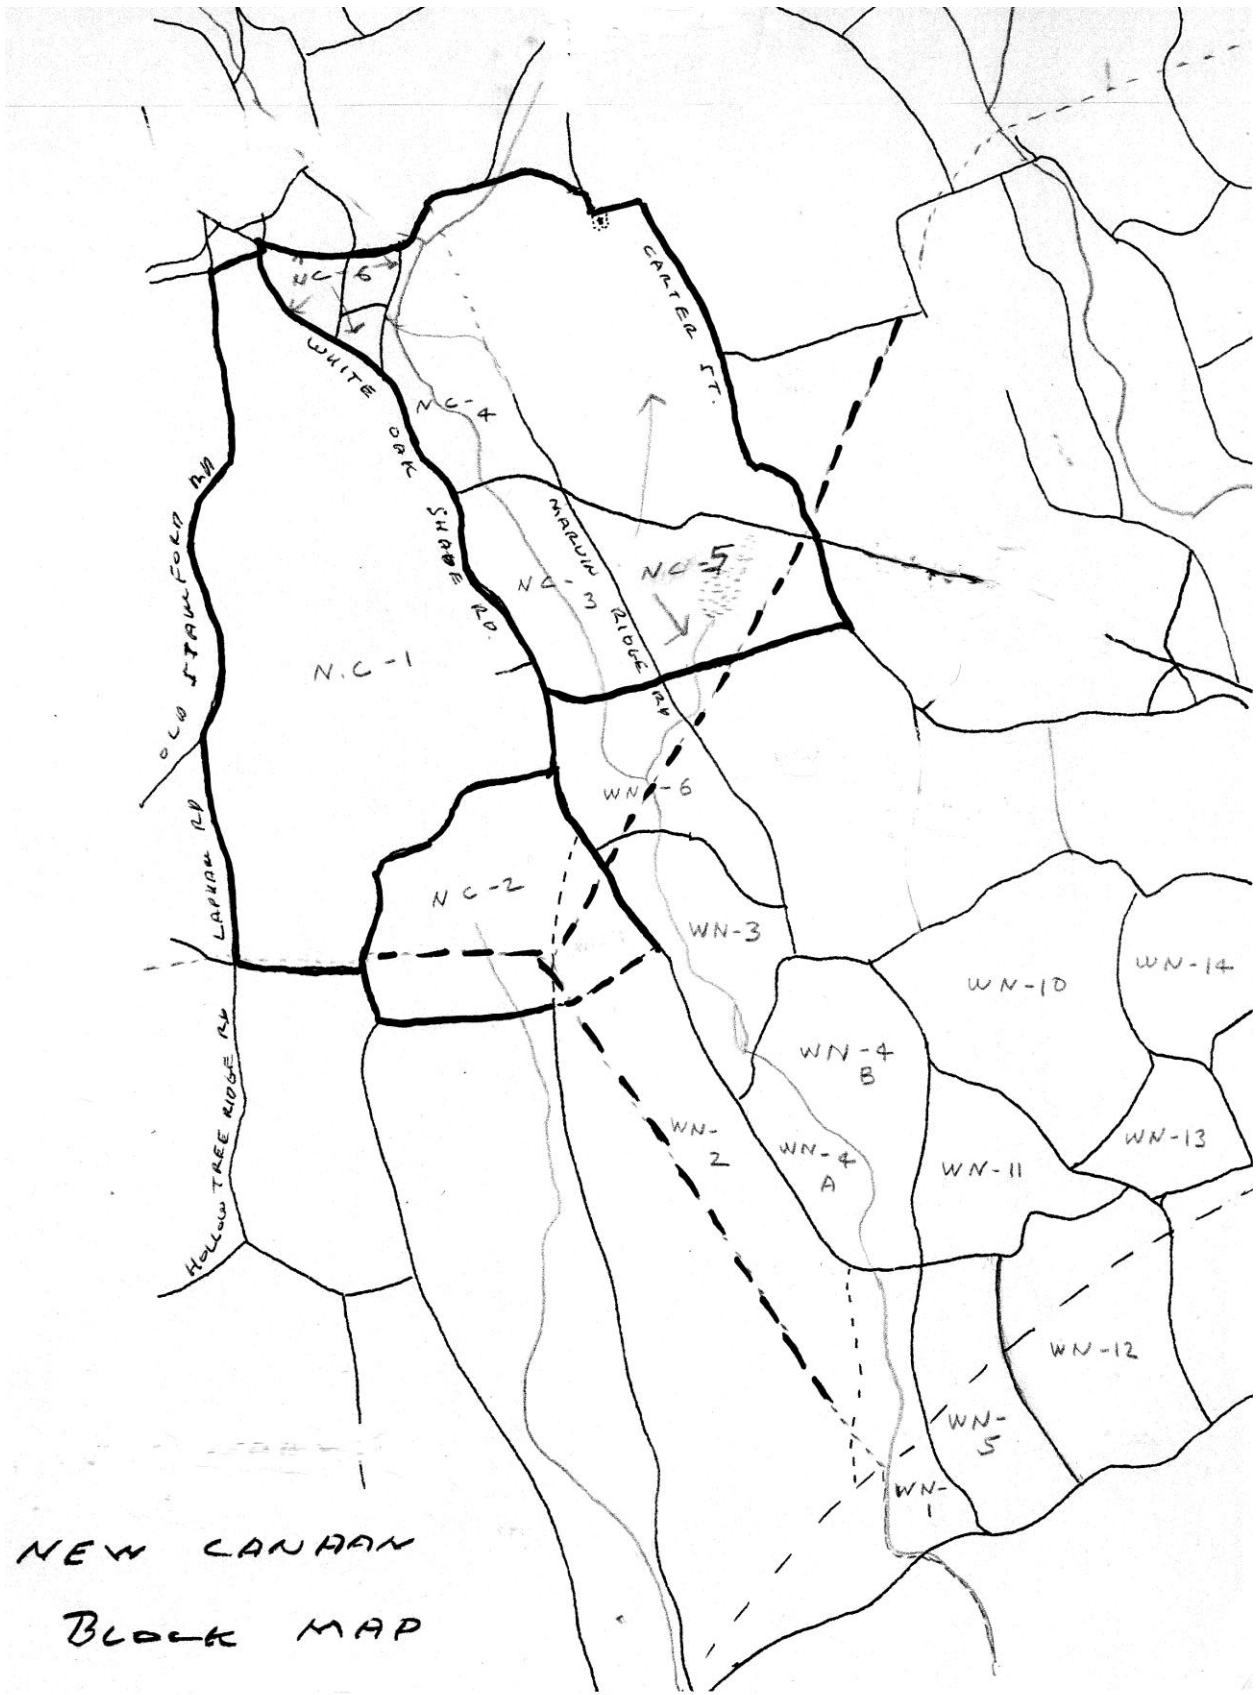 NC-6
CARTER ST.
WHITE OAK SHADE RD.
NC-4
OLD STAMFORD RD
MARVIN RIDGE RD
NC-3
NC-5
N.C-1
WN-6
LAPHAM RD
NC-2
WN-3
WN-10
WN-14
HOLLOW TREE RIDGE RD
WN-4
B
WN-
2
WN-4
A
WN-11
WN-13
WN-12
WN-
5
WN-
1
NEW CANAAN
BLOCK MAP